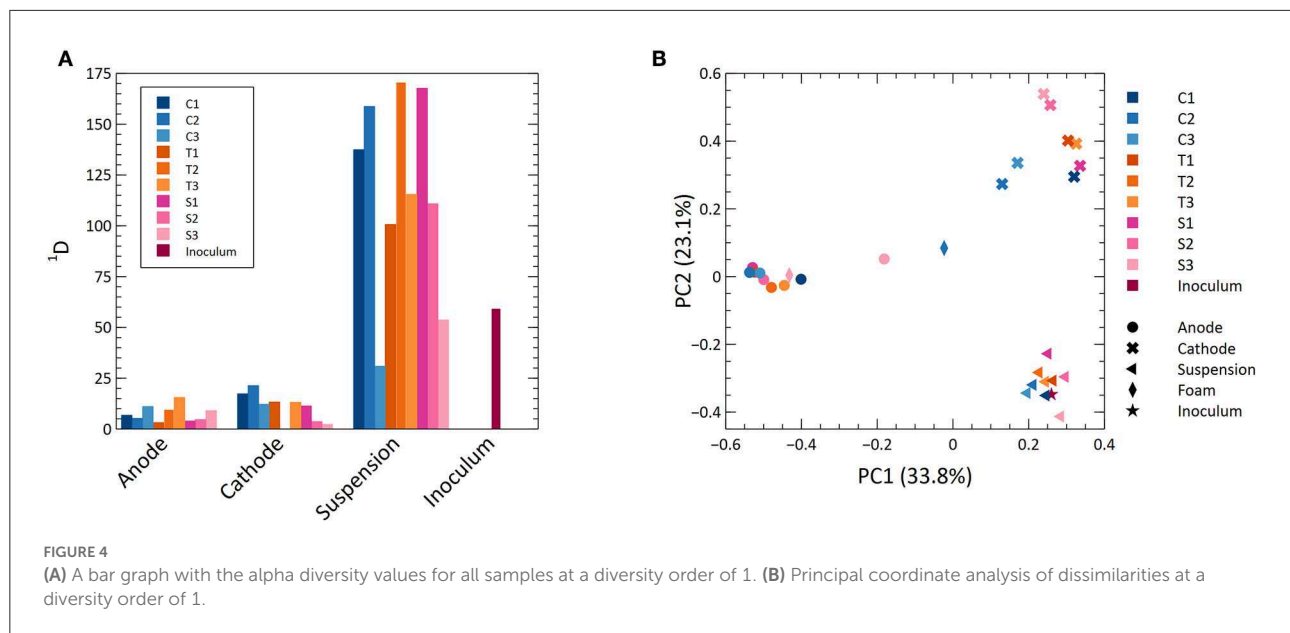 A
175
150
125
100
75
50
25
0
¹D
C1
C2
C3
T1
T2
T3
S1
S2
S3
Inoculum
Anode
Cathode
Suspension
Inoculum
B
0.6
0.4
0.2
0
−0.2
−0.4
PC2 (23.1%)
−0.6
−0.4
−0.2
0
0.2
0.4
PC1 (33.8%)
C1
C2
C3
T1
T2
T3
S1
S2
S3
Inoculum
Anode
Cathode
Suspension
Foam
Inoculum
FIGURE 4
(A) A bar graph with the alpha diversity values for all samples at a diversity order of 1. (B) Principal coordinate analysis of dissimilarities at a
diversity order of 1.